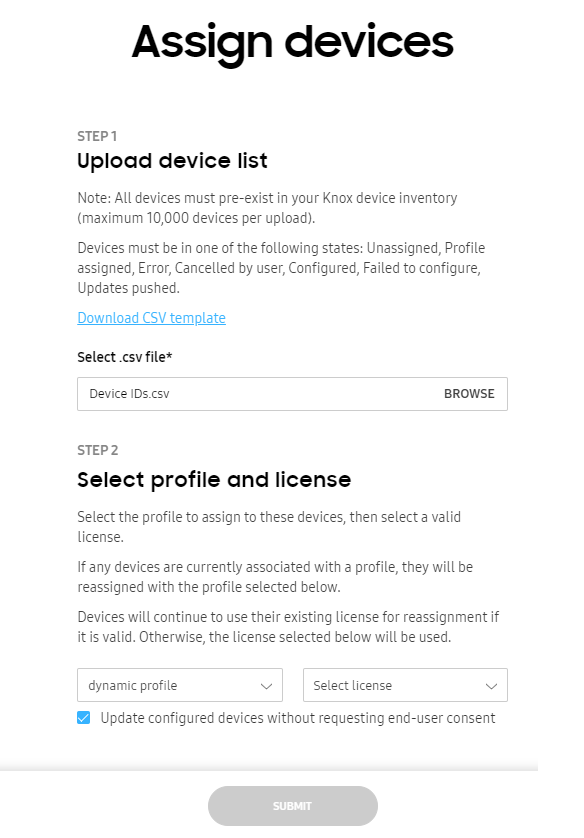 Assign devices
STEP 1
Upload device list
Note: All devices must pre-exist in your Knox device inventory
(maximum 10,000 devices per upload).
Devices must be in one of the following states: Unassigned, Profile
assigned, Error, Cancelled by user, Configured, Failed to configure,
Updates pushed.
Download CSV template
Select .csv file*
Device IDs.csv BROWSE
STEP 2
Select profile and license
Select the profile to assign to these devices, then select a valid
license.
If any devices are currently associated with a profile, they will be
reassigned with the profile selected below.
Devices will continue to use their existing license for reassignment if
it is valid. Otherwise, the license selected below will be used.
dynamic profile Select license
Update configured devices without requesting end-user consent
SUBMIT